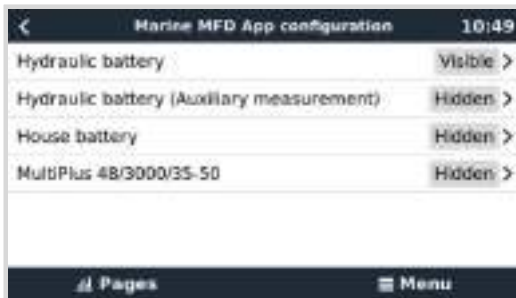 Marine MFD App configuration 10:49
Hydraulic battery Visible
Hydraulic battery (Auxiliary measurement) Hidden
House battery Hidden
MultiPlus 48/3000/35-50 Hidden
Pages Menu